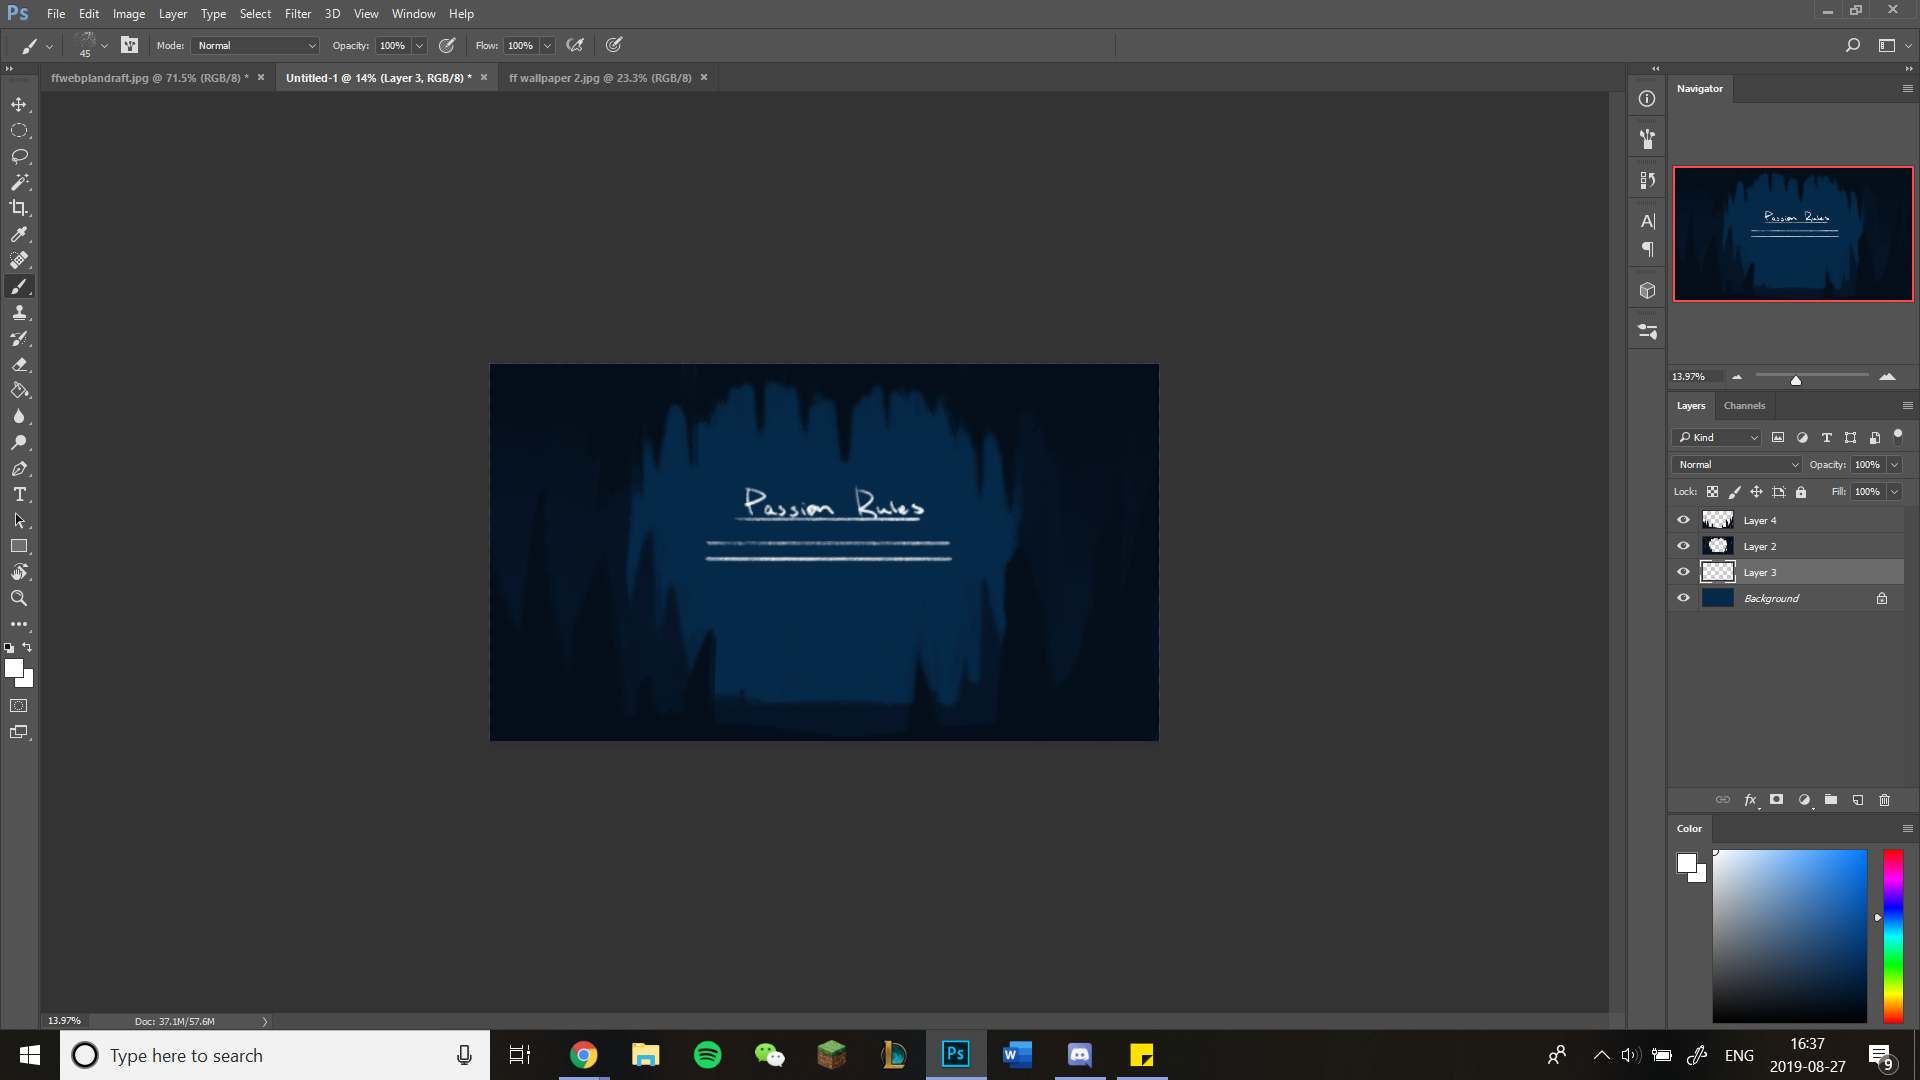 Ps File Edit Image Layer Type Select Filter 3D View Window Help
45 Mode: Normal Opacity: 100% Flow: 100%
ffwebplandraft.jpg @ 71.5% (RGB/8) * × Untitled-1 @ 14% (Layer 3, RGB/8) * × ff wallpaper 2.jpg @ 23.3% (RGB/8) ×
Navigator
Passion Rules
13.97%
Layers Channels
Kind
Normal Opacity: 100%
Lock: Fill: 100%
Layer 4
Layer 2
Layer 3
Background
fx
Color
Passion Rules
13.97% Doc: 37.1M/57.6M
Type here to search
Ps
ENG
16:37
2019-08-27
9